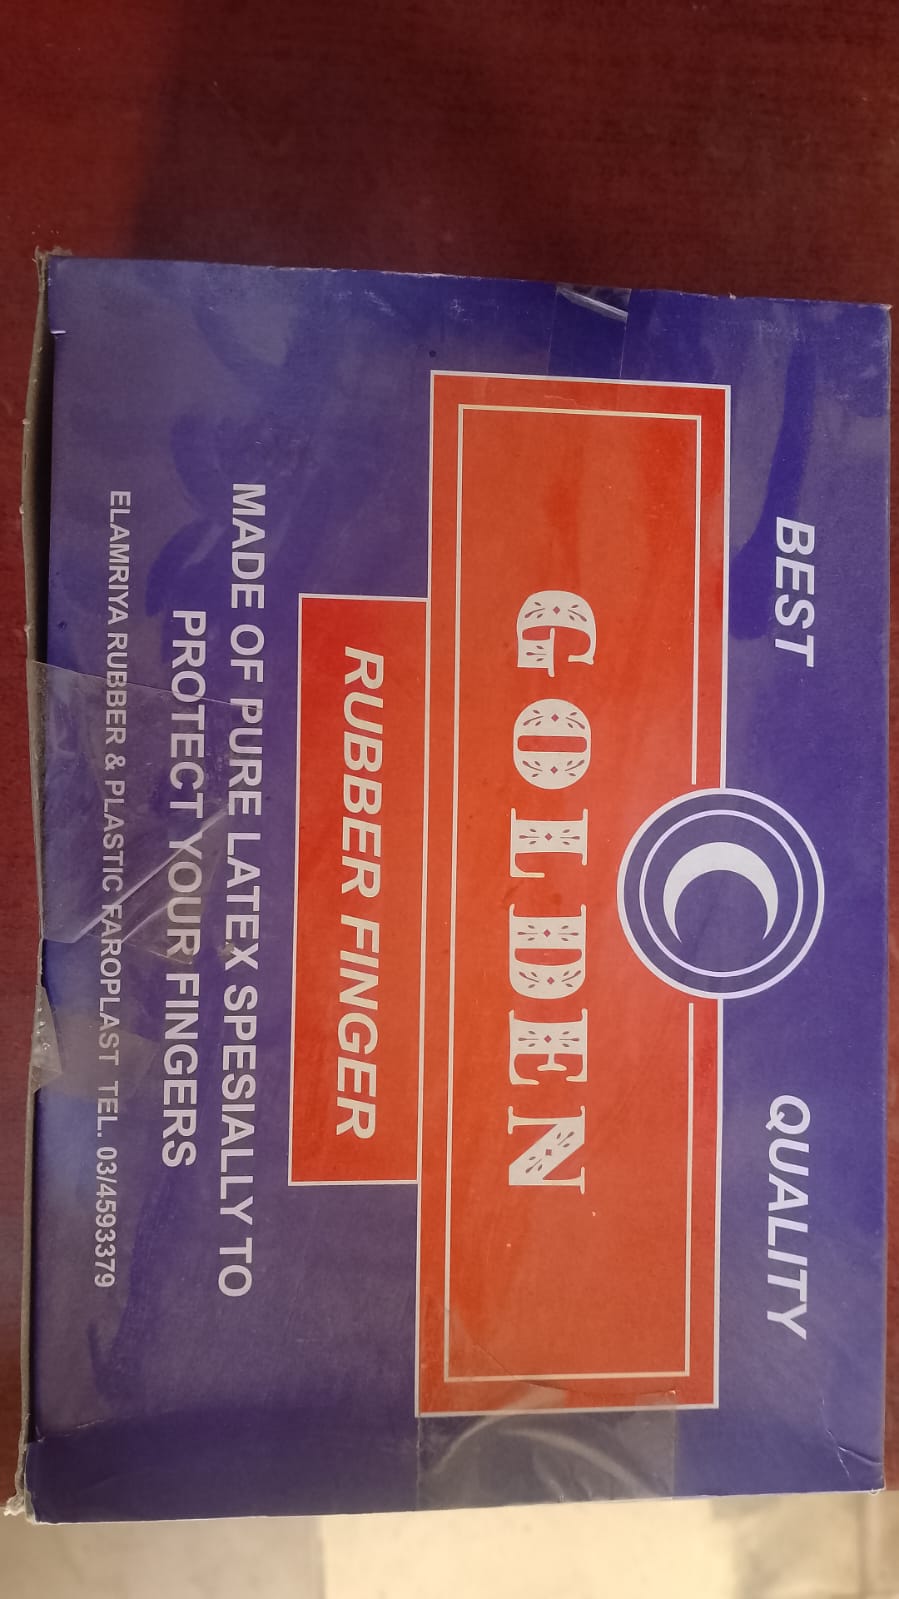 BEST QUALITY
GOLDEN
RUBBER FINGER
MADE OF PURE LATEX SPESIALLY TO
PROTECT YOUR FINGERS
ELAMRIYA RUBBER & PLASTIC FAROPLAST TEL. 03/4593379